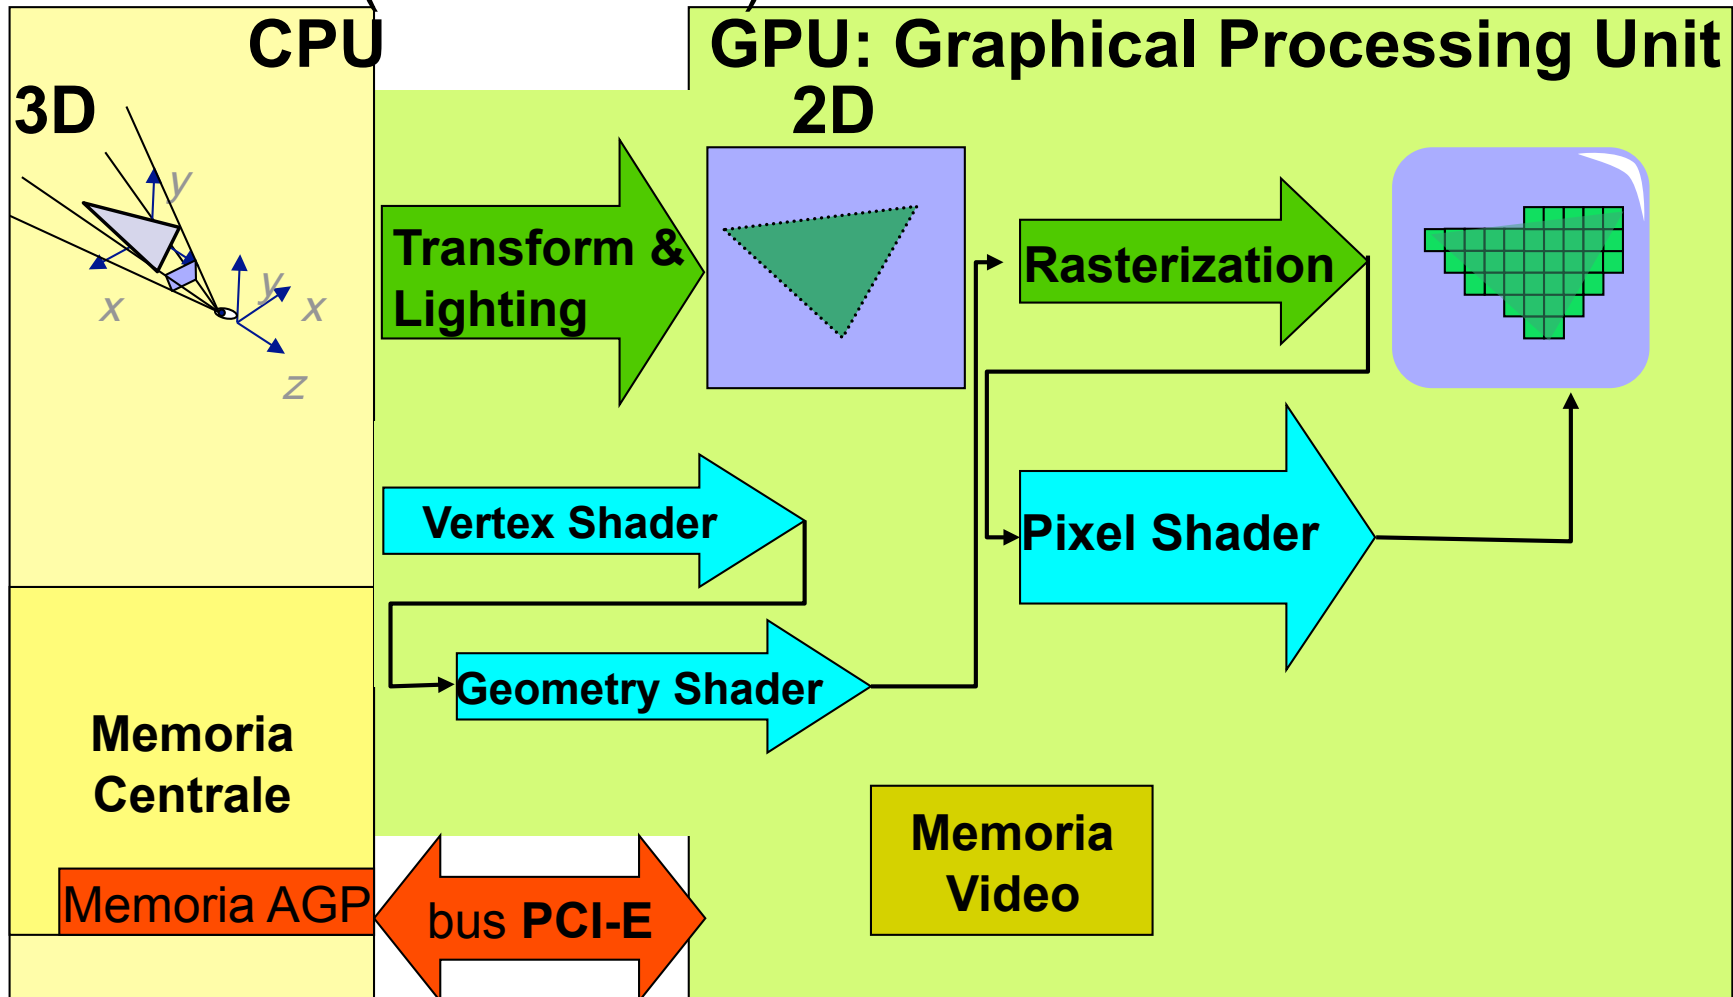 CPU
GPU: Graphical Processing Unit
3D
2D
y
x
y
x
z
Transform &
Lighting
Rasterization
Vertex Shader
Pixel Shader
Geometry Shader
Memoria
Centrale
Memoria AGP
bus PCI-E
Memoria
Video